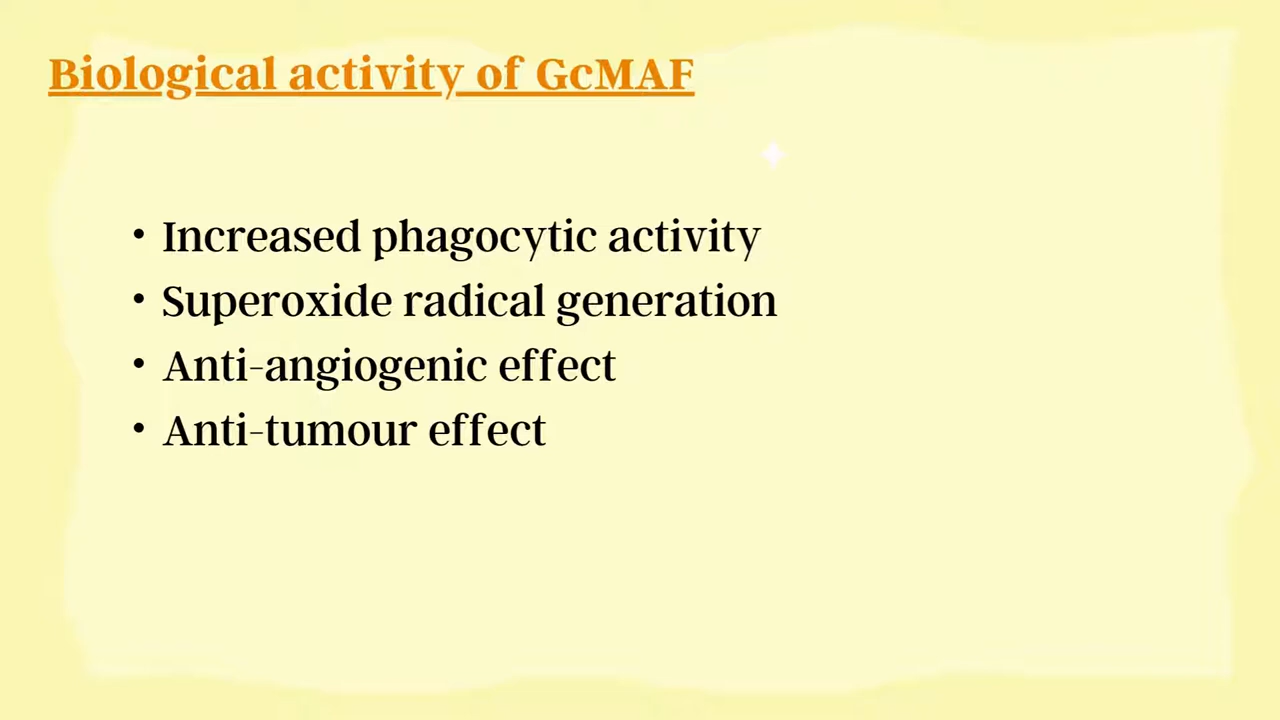 Biological activity of GcMAF
• Increased phagocytic activity
• Superoxide radical generation
• Anti-angiogenic effect
• Anti-tumour effect